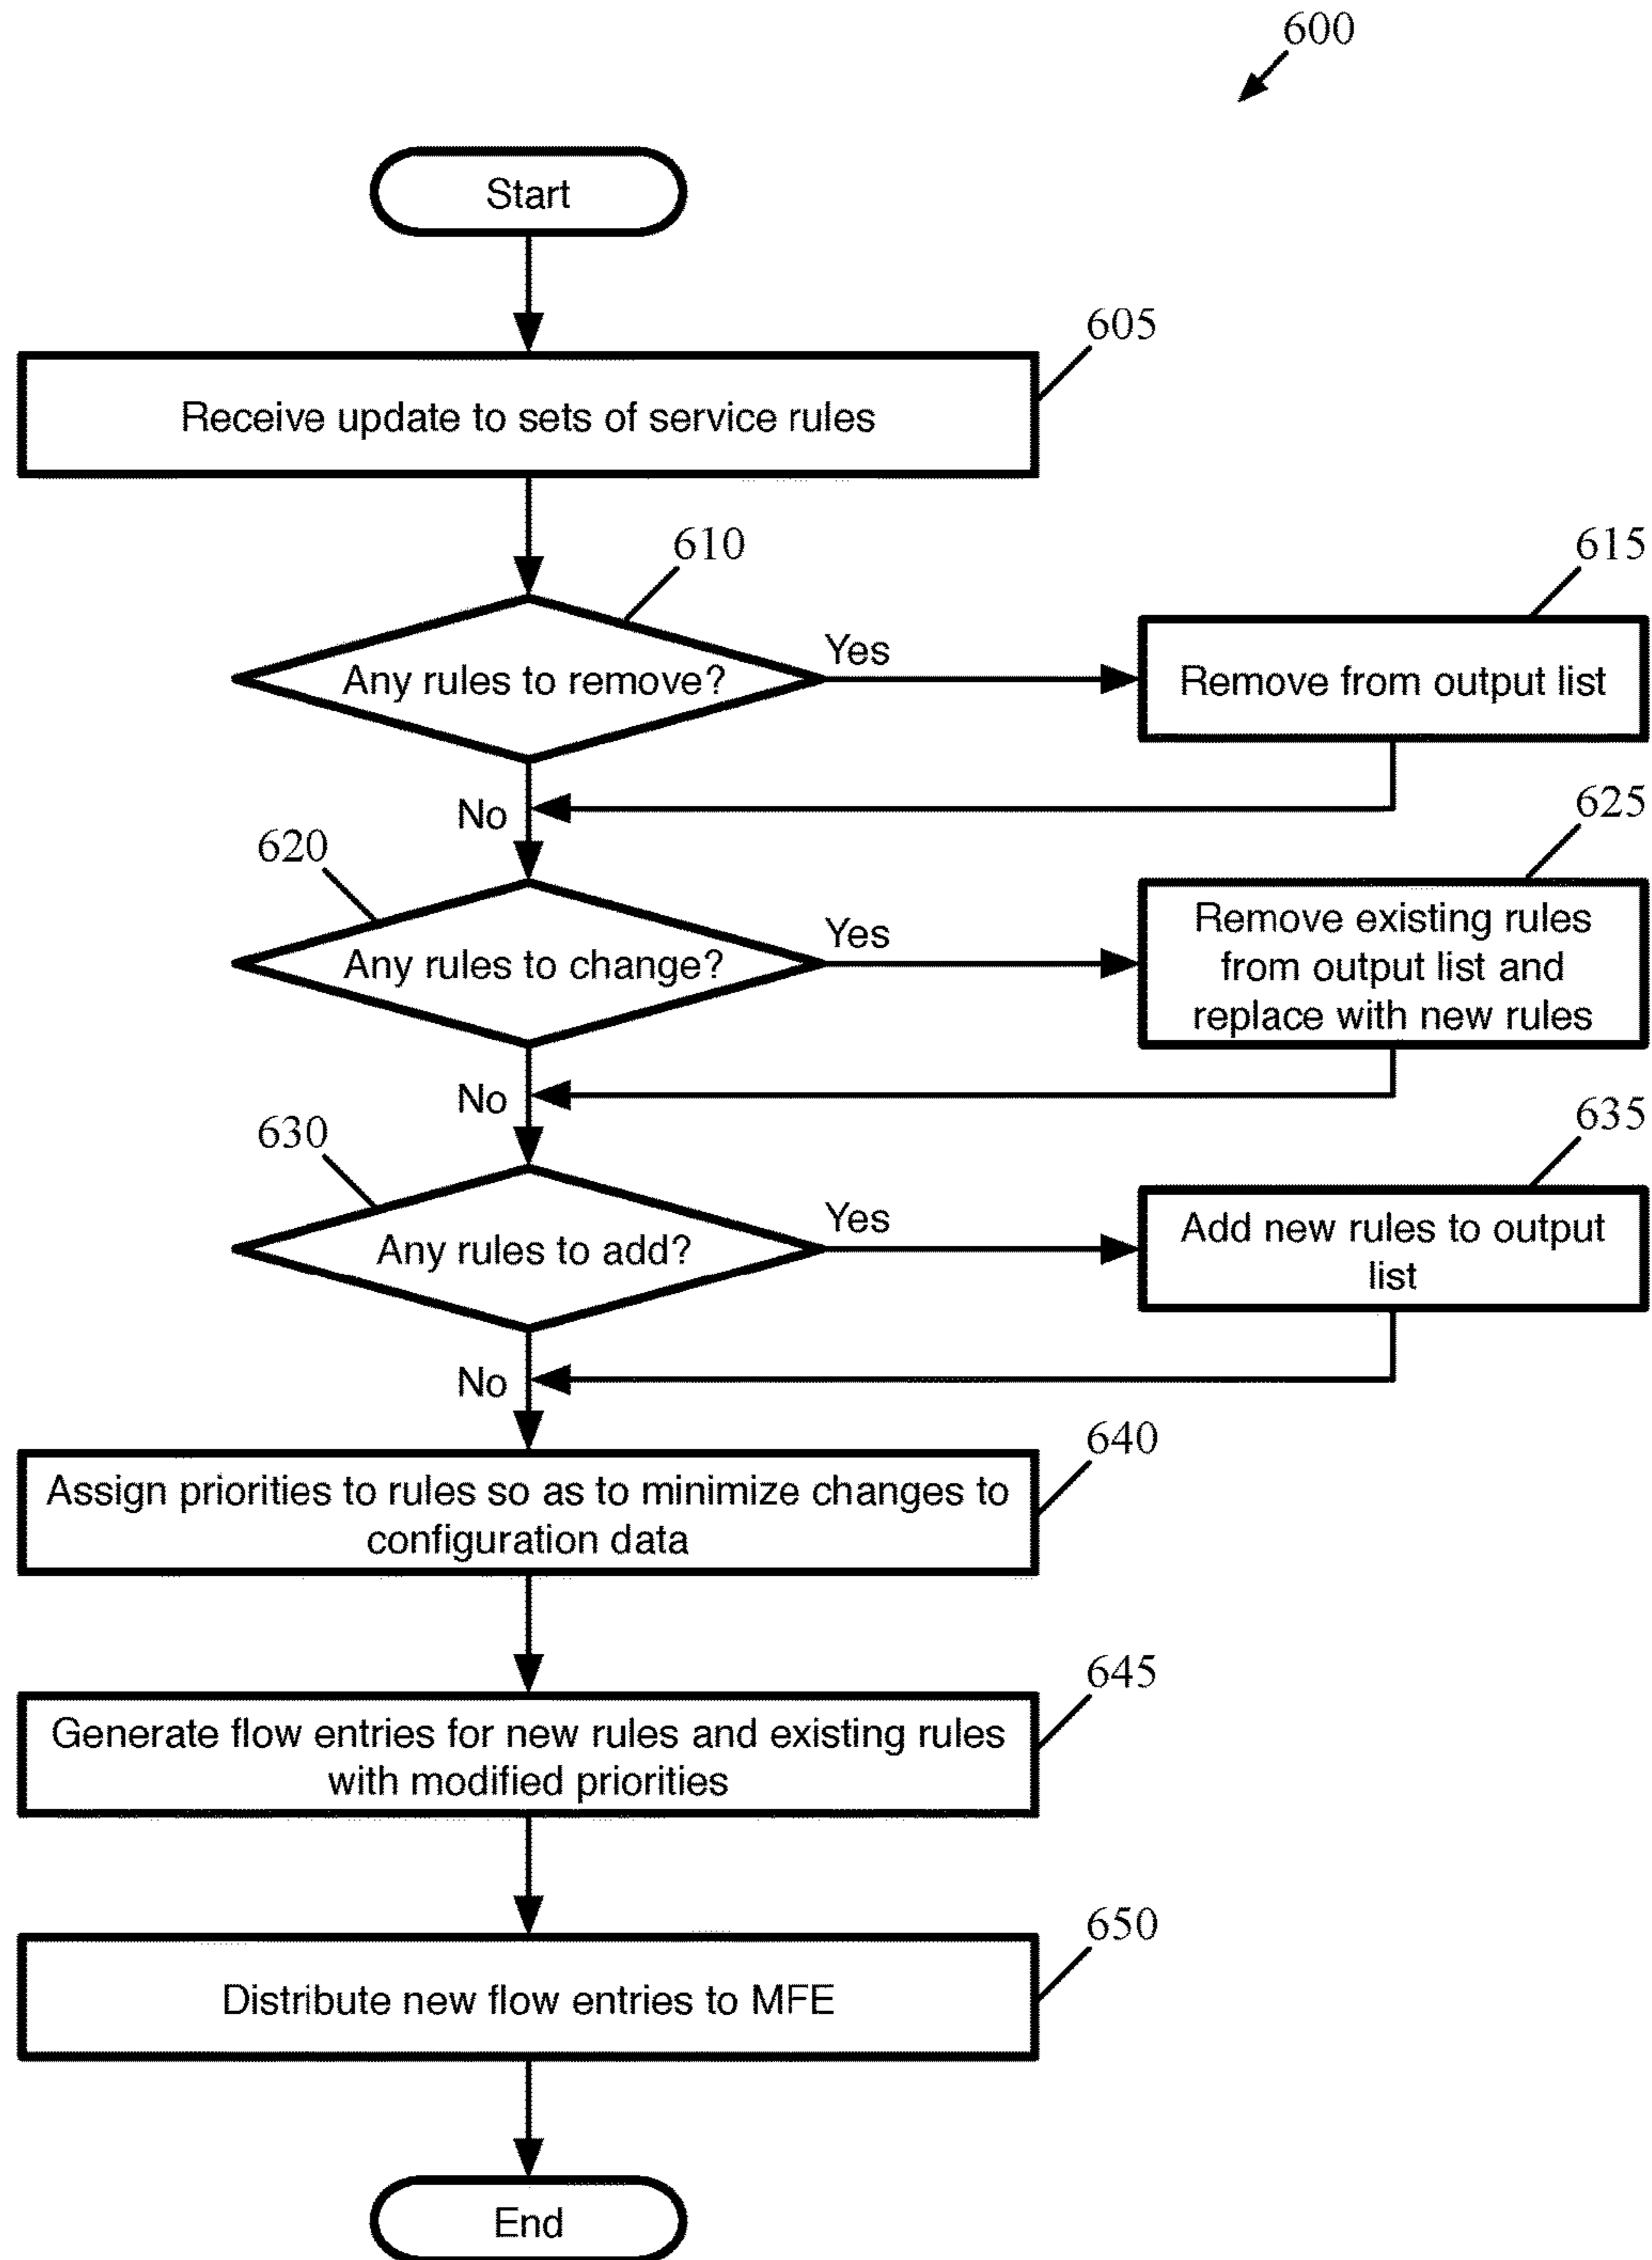 600
Start
605
Receive update to sets of service rules
610
615
Any rules to remove?
Yes
Remove from output list
No
625
620
Any rules to change?
Yes
Remove existing rules
from output list and
replace with new rules
No
635
630
Any rules to add?
Yes
Add new rules to output
list
No
640
Assign priorities to rules so as to minimize changes to
configuration data
645
Generate flow entries for new rules and existing rules
with modified priorities
650
Distribute new flow entries to MFE
End